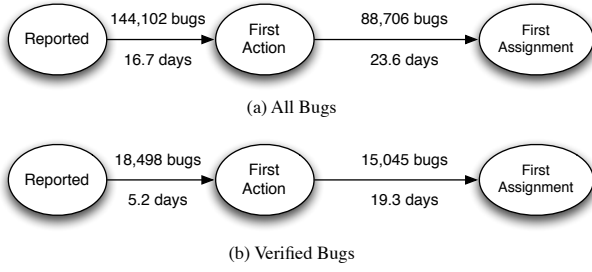 144,102 bugs
88,706 bugs
Reported
First
Action
First
Assignment
16.7 days
23.6 days
(a) All Bugs
18,498 bugs
15,045 bugs
Reported
First
Action
First
Assignment
5.2 days
19.3 days
(b) Verified Bugs